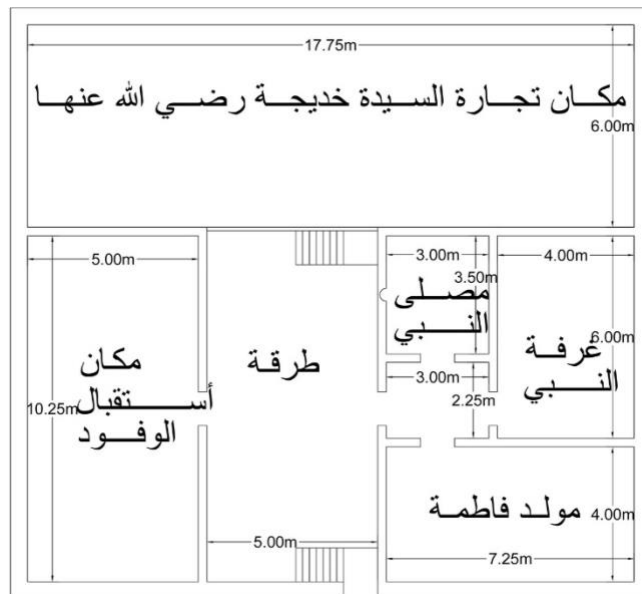 17.75m
مكان تجارة السيدة خديجة رضي الله عنها
6.00m
5.00m
3.00m
4.00m
3.50m
مصلى
النبي
غرفة
النبي
6.00m
طرقة
مكان
أستقبال
الوفود
10.25m
3.00m
2.25m
مولد فاطمة
4.00m
5.00m
7.25m